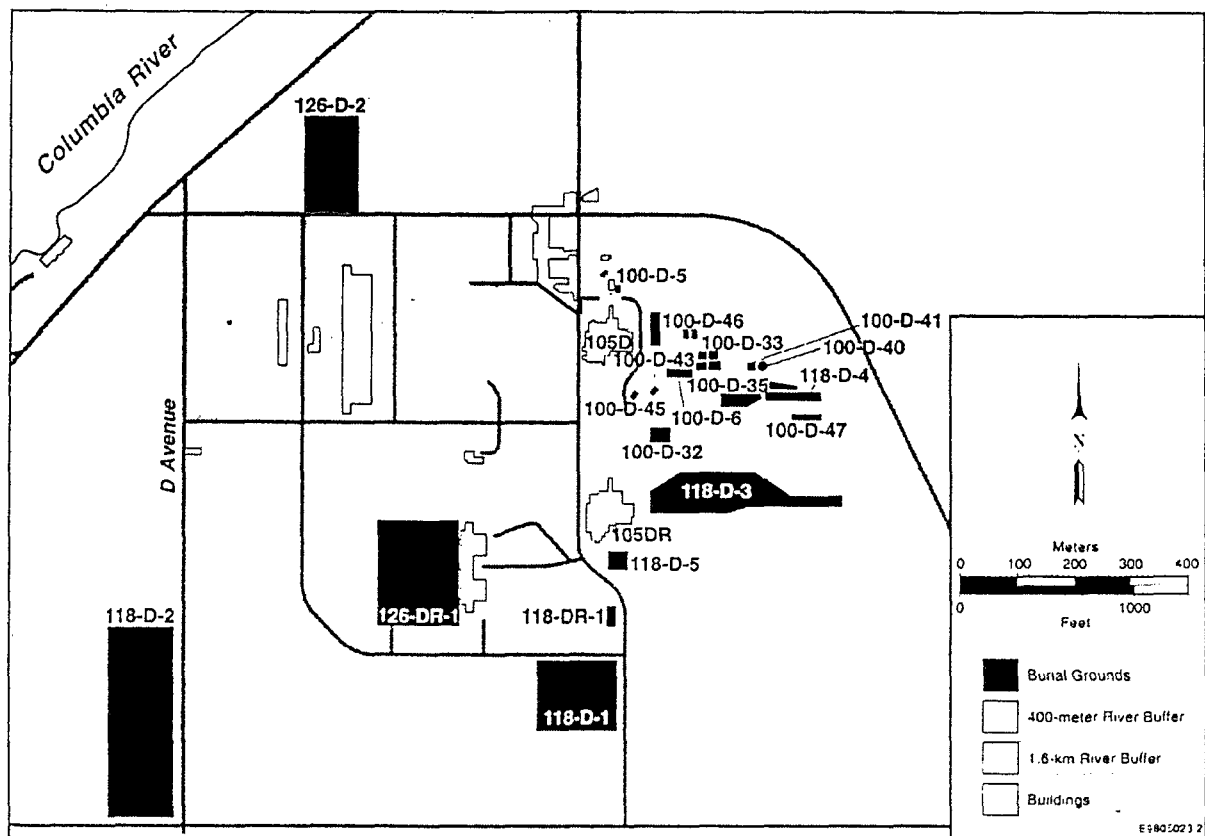 Columbia River
126-D-2
100-D-5
100-D-46
100-D-41
105D
100-D-33
100-D-40
100-D-43
100-D-35
118-D-4
100-D-45
100-D-6
100-D-47
100-D-32
D Avenue
118-D-3
105DR
118-D-5
126-DR-1
118-DR-1
118-D-2
118-D-1
N
Meters
0 100 200 300 400
0 1000
Feet
Burial Grounds
400-meter River Buffer
1.6-km River Buffer
Buildings